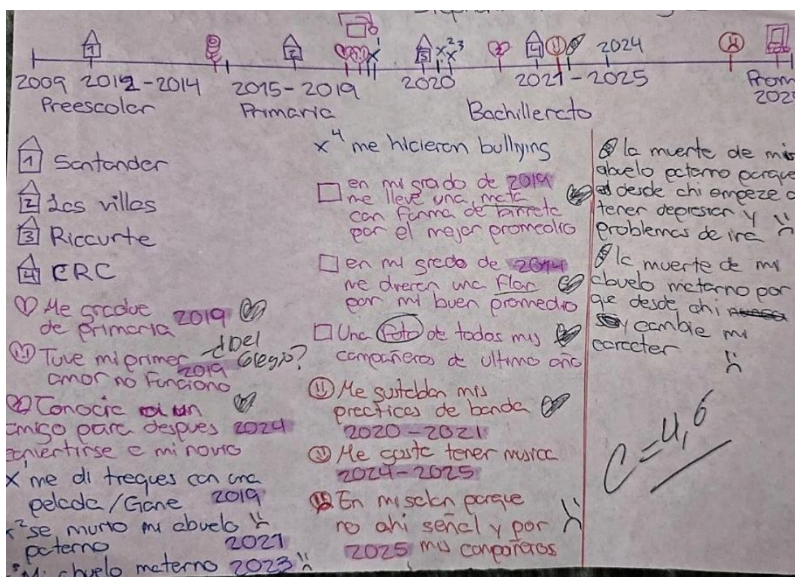 2024
2009 2012-2014 2015-2019 2020 2021-2025 Prom
Preescolar Primaria Bachillerato
1 Santander
2 Las villas
3 Ricaurte
4 CRC
Me gradue
de primaria 2019
Tuve mi primer ¿Del
amor no funciono 2019 Colegio?
Conocia a un
amigo para despues 2024
convertirse e mi novio
x me di treques con una
pelada/Gane 2019
x² se murio mi abuelo
paterno 2021
Mi abuelo materno 2023
x⁴ me hicieron bullying
en mi grado de 2019
me lleve una meta
con forma de birrete
por el mejor promedio
en mi grado de 2014
me dieron una flor
por mi buen promedio
Una foto de todos mis
compañeros de ultimo año
Me gustaban mis
practicas de banda
2020-2021
Me gusta tener musica
2024-2025
En mi salon porque
no ahi señal y por
2025 mis compañeros
la muerte de mi
abuelo paterno porque
desde ahi empeze a
tener depresion y
problemas de ira
la muerte de mi
abuelo materno por
que desde ahi
y cambie mi
caracter
C=4,6